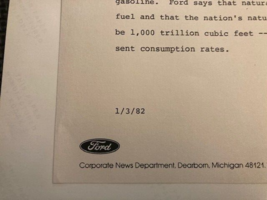 gasoline. Ford says that natur
fuel and that the nation's natu
be 1,000 trillion cubic feet --
sent consumption rates.
1/3/82
Ford
Corporate News Department, Dearborn, Michigan 48121